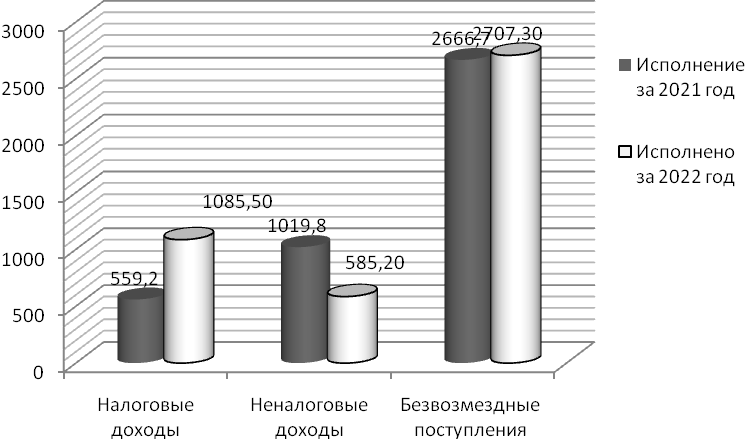 3000
2500
2000
1500
1000
500
0
559,2
1085,50
1019,8
585,20
2666,7
2707,30
Налоговые
доходы
Неналоговые
доходы
Безвозмездные
поступления
Исполнение
за 2021 год
Исполнено
за 2022 год